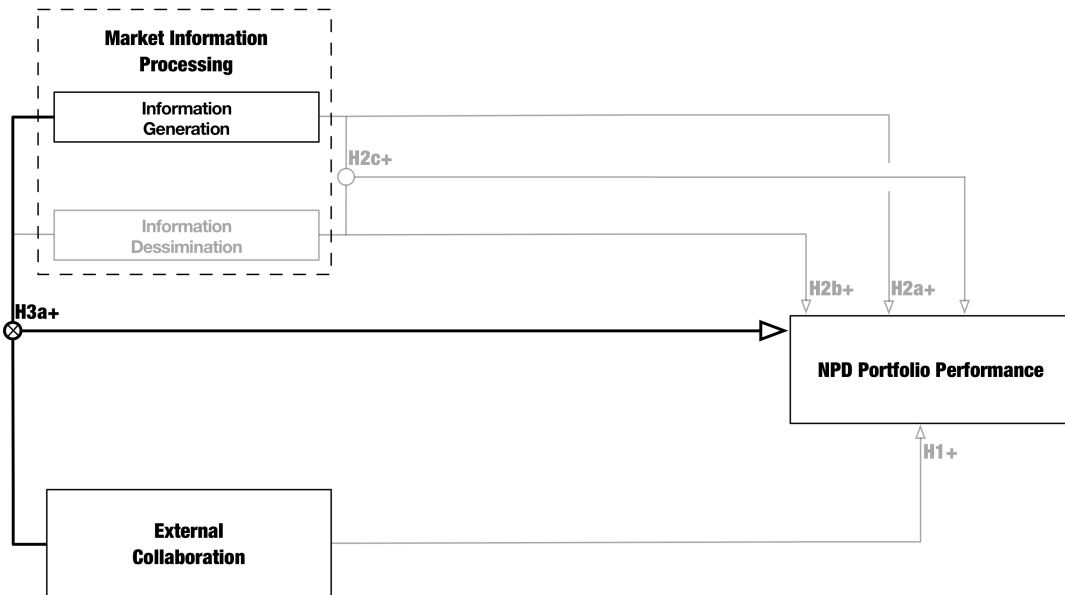 Market Information
Processing
Information
Generation
H2c+
Information
Dessimination
H2b+
H2a+
H3a+
NPD Portfolio Performance
H1+
External
Collaboration